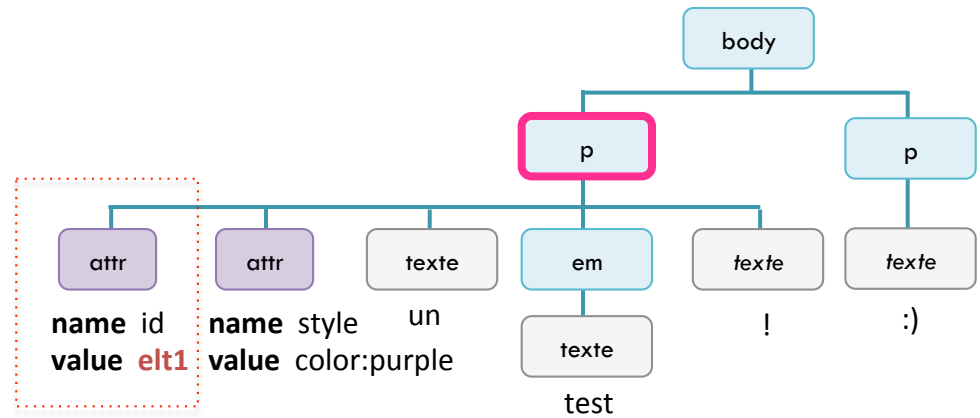 body
p
p
attr
attr
texte
em
texte
texte
name id
name style
un
!
:)
value elt1
value color:purple
texte
test